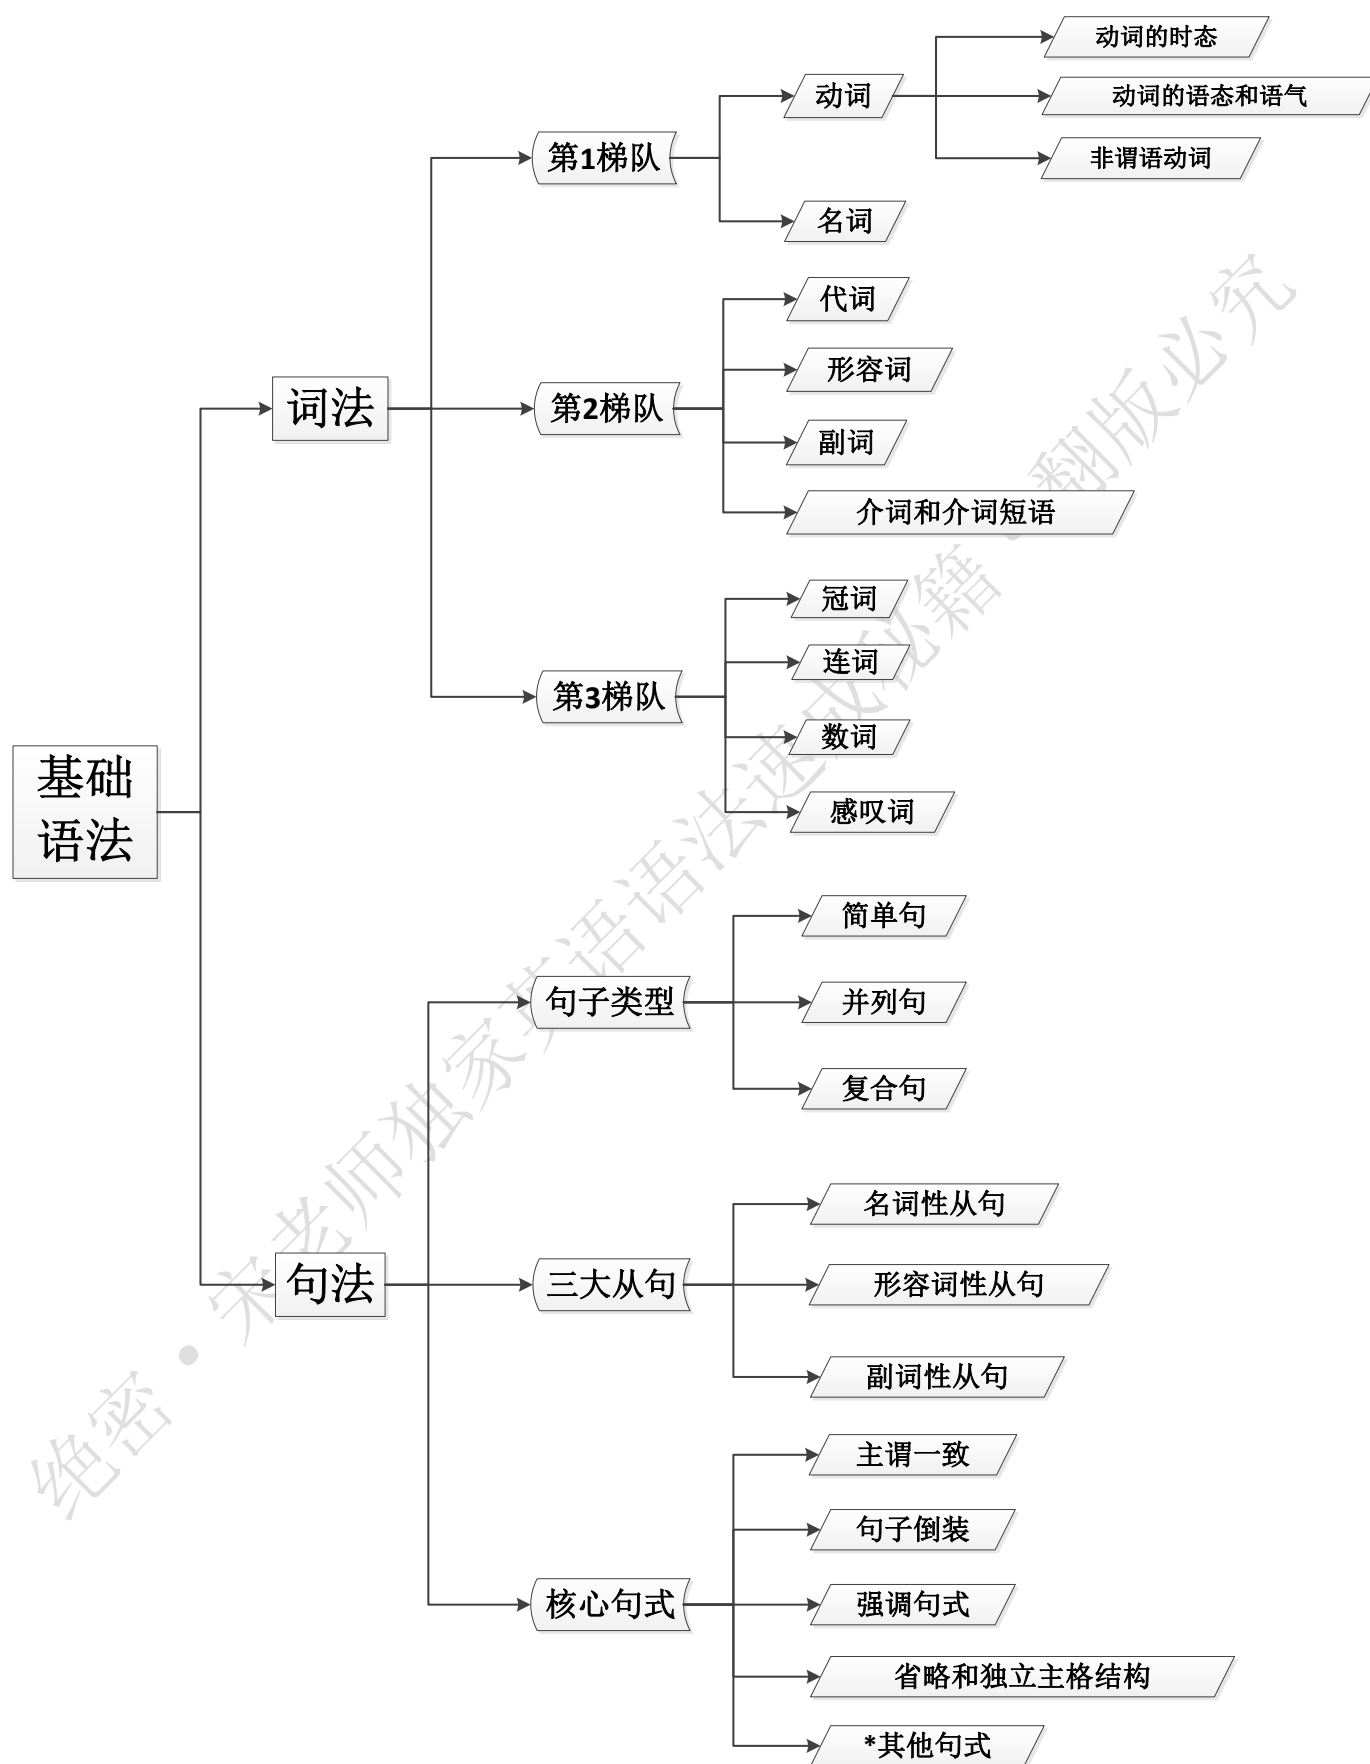 基础
语法
词法
第1梯队
动词
动词的时态
动词的语态和语气
非谓语动词
名词
第2梯队
代词
形容词
副词
介词和介词短语
第3梯队
冠词
连词
数词
感叹词
句法
句子类型
简单句
并列句
复合句
三大从句
名词性从句
形容词性从句
副词性从句
核心句式
主谓一致
句子倒装
强调句式
省略和独立主格结构
*其他句式
绝密·宋老师独家英语语法速成秘籍·翻版必究